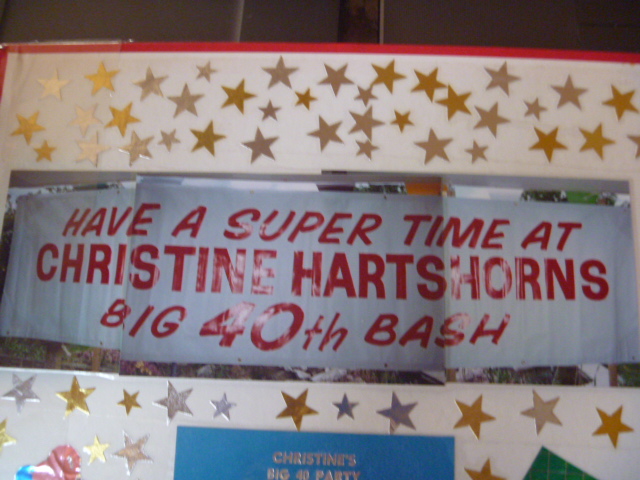 HAVE A SUPER TIME AT
CHRISTINE HARTSHORNS
BIG 40th BASH
CHRISTINE'S
BIG 40 PARTY